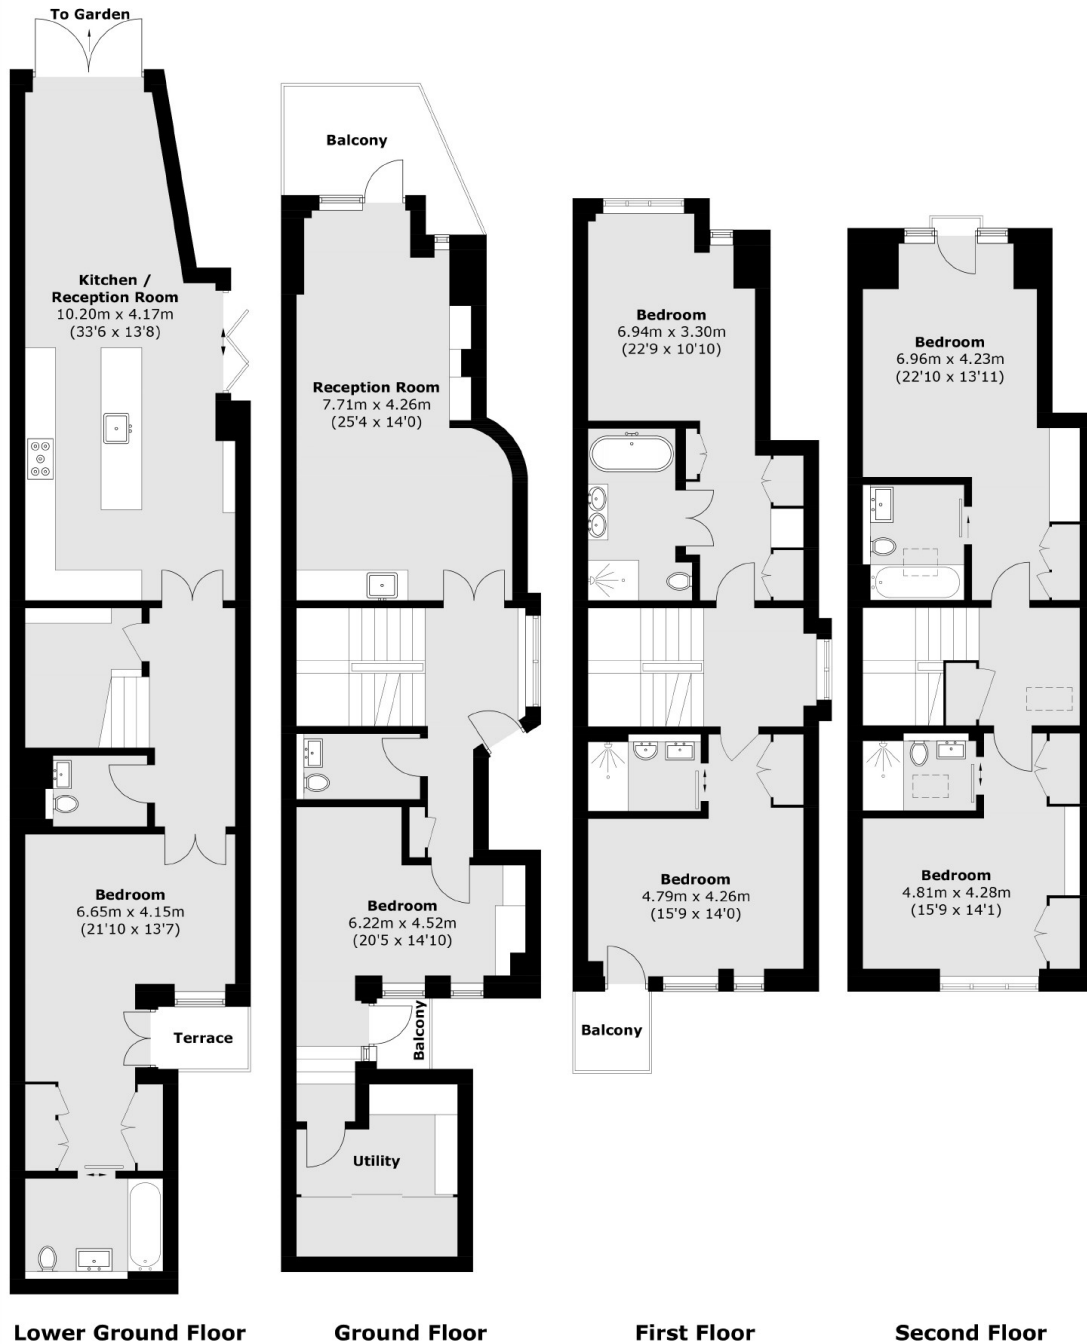 To Garden
Kitchen /
Reception Room
10.20m x 4.17m
(33'6 x 13'8)
Bedroom
6.65m x 4.15m
(21'10 x 13'7)
Terrace
Lower Ground Floor
Balcony
Reception Room
7.71m x 4.26m
(25'4 x 14'0)
Bedroom
6.22m x 4.52m
(20'5 x 14'10)
Balcony
Utility
Ground Floor
Bedroom
6.94m x 3.30m
(22'9 x 10'10)
Bedroom
4.79m x 4.26m
(15'9 x 14'0)
Balcony
First Floor
Bedroom
6.96m x 4.23m
(22'10 x 13'11)
Bedroom
4.81m x 4.28m
(15'9 x 14'1)
Second Floor